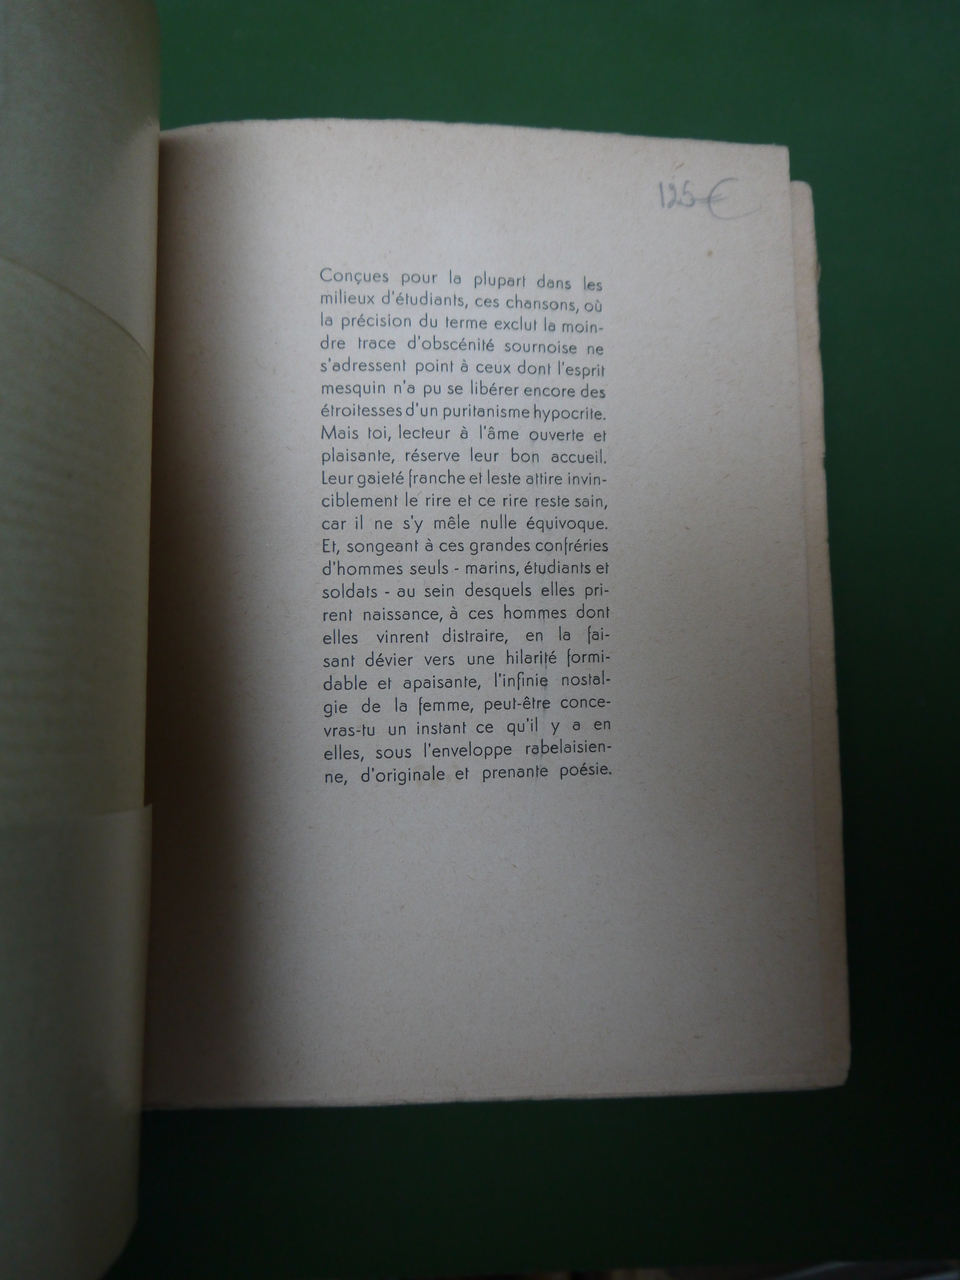 125€
Conçues pour la plupart dans les
milieux d'étudiants, ces chansons, où
la précision du terme exclut la moin-
dre trace d'obscénité sournoise ne
s'adressent point à ceux dont l'esprit
mesquin n'a pu se libérer encore des
étroitesses d'un puritanisme hypocrite.
Mais toi, lecteur à l'âme ouverte et
plaisante, réserve leur bon accueil.
Leur gaieté franche et leste attire invin-
ciblement le rire et ce rire reste sain,
car il ne s'y mêle nulle équivoque.
Et, songeant à ces grandes confréries
d'hommes seuls - marins, étudiants et
soldats - au sein desquels elles pri-
rent naissance, à ces hommes dont
elles vinrent distraire, en la fai-
sant dévier vers une hilarité formi-
dable et apaisante, l'infinie nostal-
gie de la femme, peut-être conce-
vras-tu un instant ce qu'il y a en
elles, sous l'enveloppe rabelaisien-
ne, d'originale et prenante poésie.